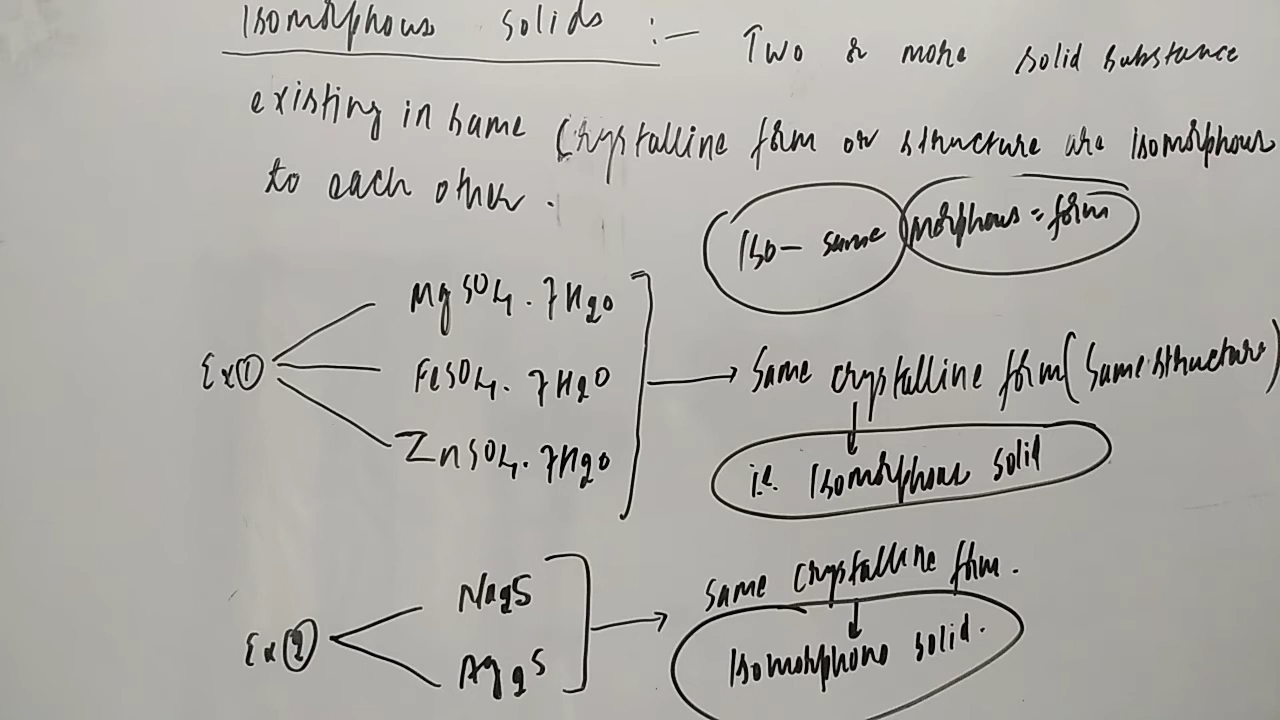 Isomorphous solids :- Two & more solid substance
existing in same Crystalline form or structure are isomorphous
to each other.
Iso- same morphous = form
MgSO4. 7H2O
Ex① FeSO4. 7H2O
ZnSO4. 7H2O
Same crystalline form (Same structure)
i.e. Isomorphous solid
Ex②
Na2S
Ag2S
same crystalline form.
Isomorphous solid.